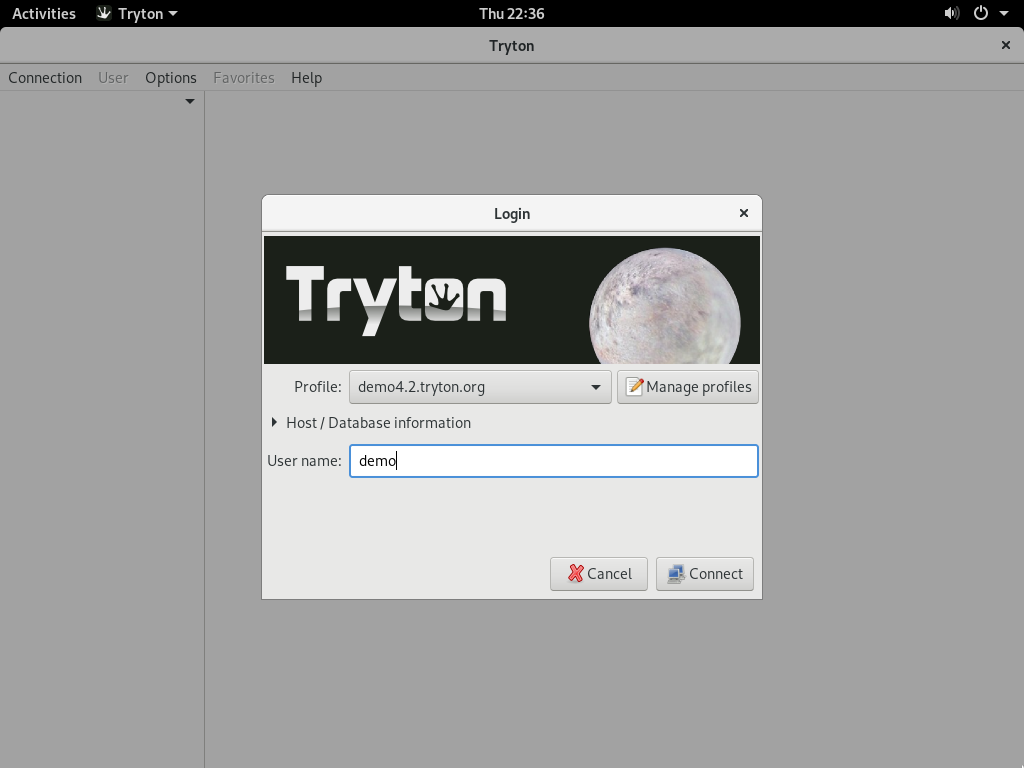 Activities Tryton Thu 22:36
Tryton
Connection User Options Favorites Help
Login
Tryton
Profile: demo4.2.tryton.org Manage profiles
Host / Database information
User name: demo
Cancel Connect